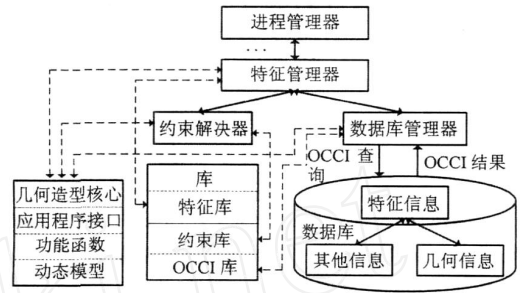 进程管理器
...
特征管理器
约束解决器
数据库管理器
OCCI 查
询
OCCI 结果
几何造型核心
应用程序接口
功能函数
动态模型
库
特征库
约束库
OCCI 库
特征信息
数据库
其他信息
几何信息